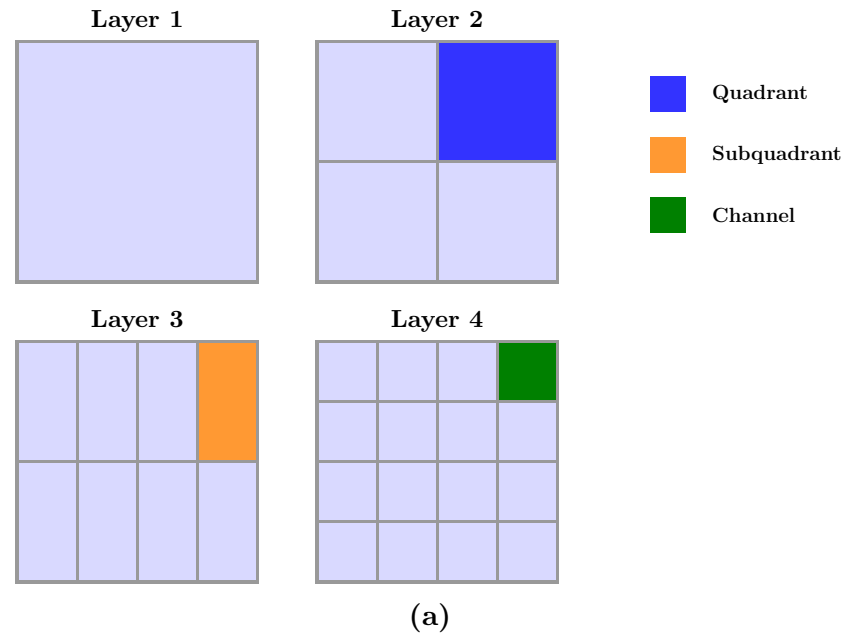 Layer 1
Layer 2
Quadrant
Subquadrant
Channel
Layer 3
Layer 4
(a)